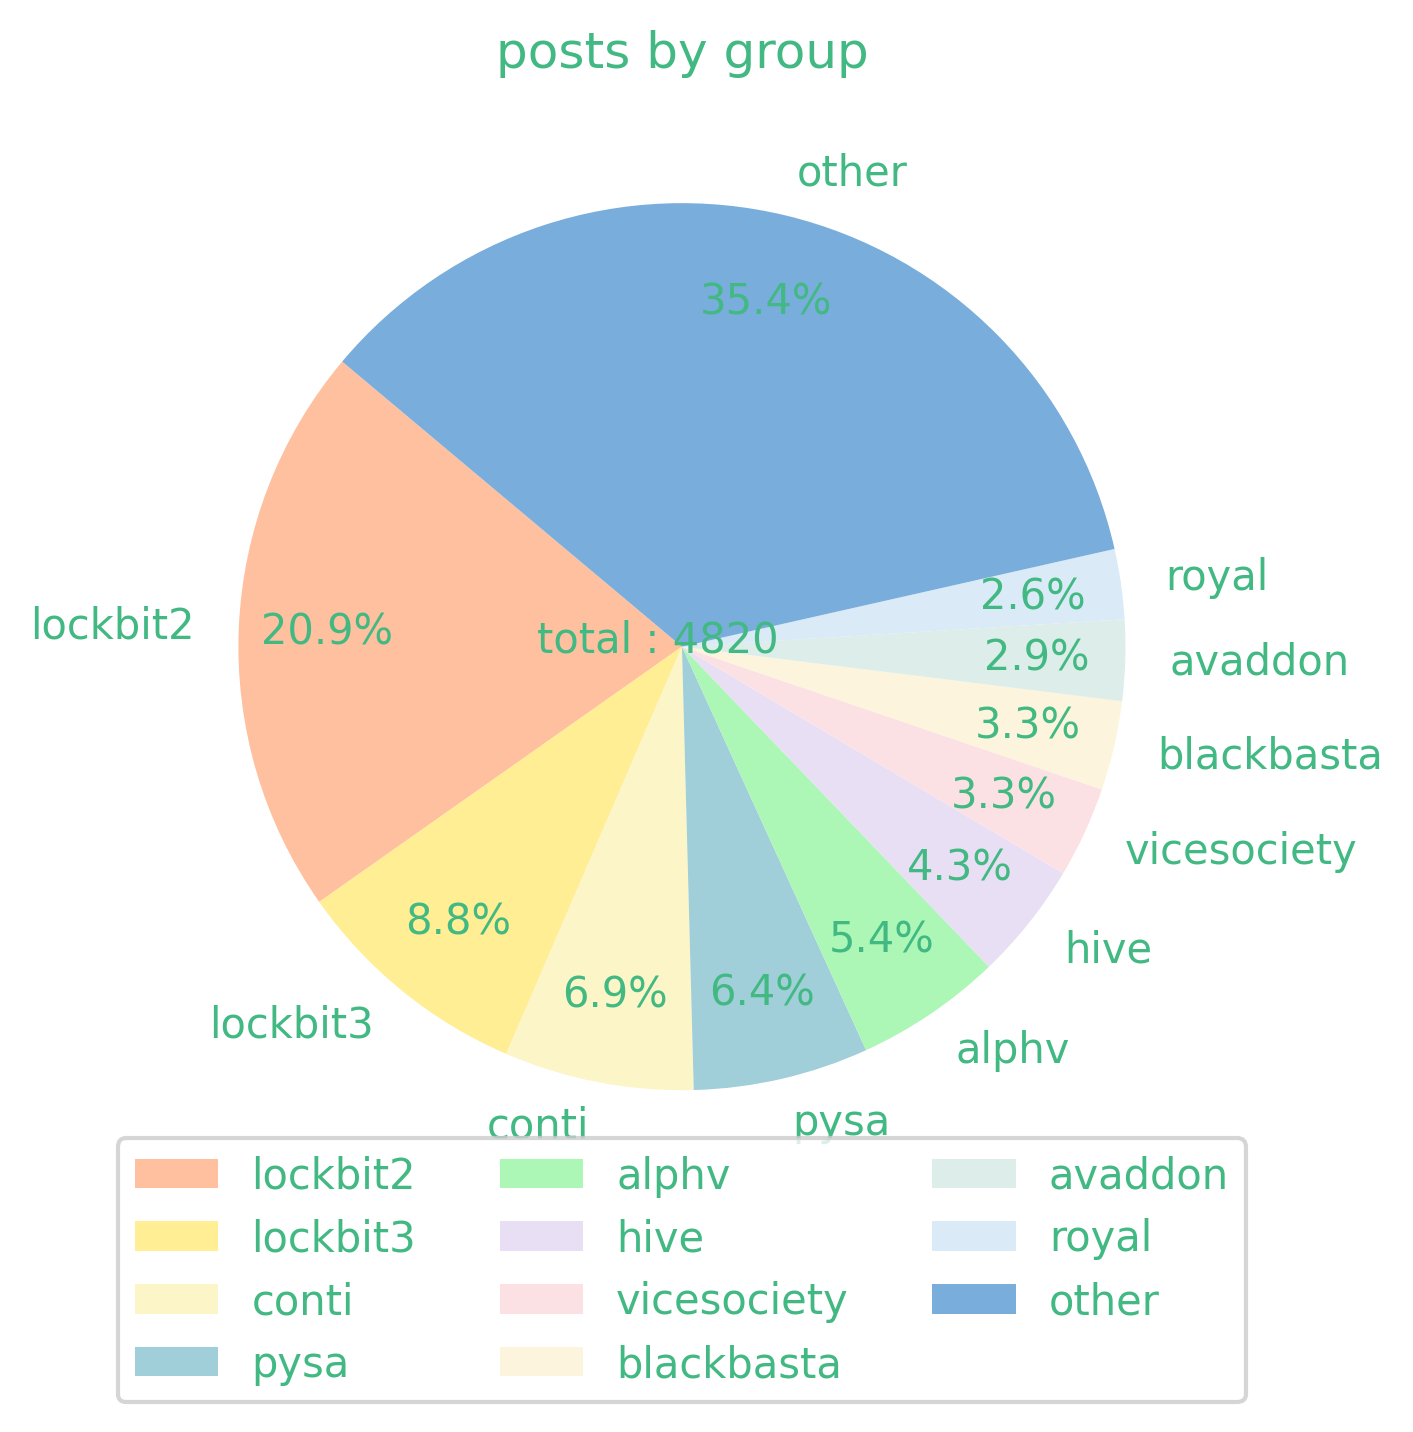 posts by group
other
35.4%
royal
2.6%
lockbit2
20.9%
total : 4820
2.9%
avaddon
3.3%
blackbasta
3.3%
vicesociety
4.3%
hive
8.8%
5.4%
lockbit3
6.9%
6.4%
alphv
conti
pysa
lockbit2
lockbit3
conti
pysa
alphv
hive
vicesociety
blackbasta
avaddon
royal
other